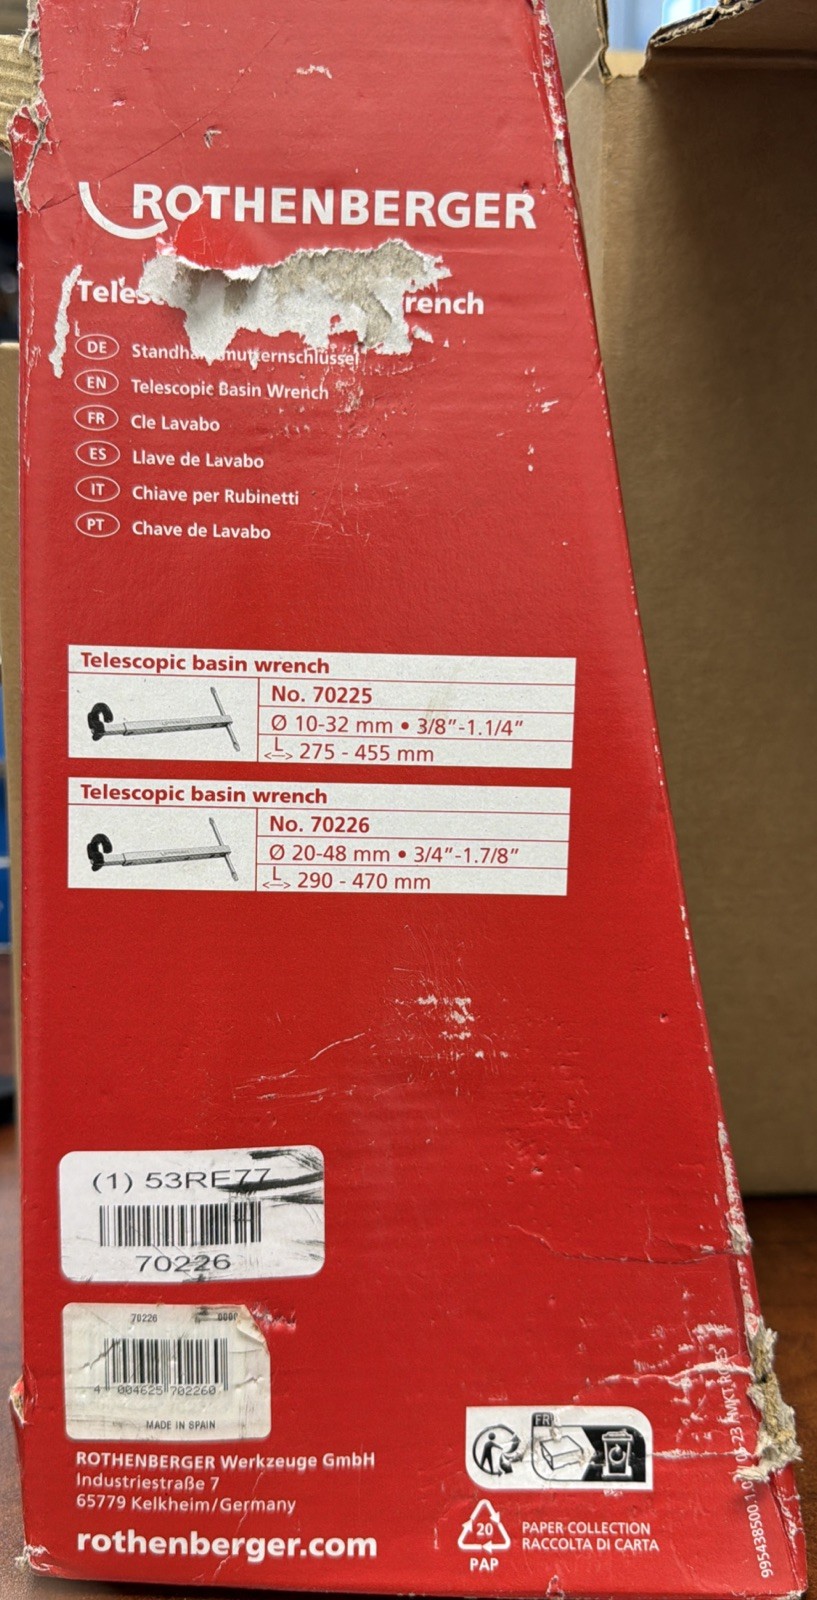 ROTHENBERGER
rench
DE
EN Telescopic Basin Wrench
FR Cle Lavabo
ES Llave de Lavabo
IT Chiave per Rubinetti
PT Chave de Lavabo
Telescopic basin wrench
No. 70225
Ø 10-32 mm • 3/8”-1.1/4”
L 275 - 455 mm
Telescopic basin wrench
No. 70226
Ø 20-48 mm • 3/4”-1.7/8”
L 290 - 470 mm
(1) 53RE77
70226
70226
4 004625 702260
MADE IN SPAIN
ROTHENBERGER Werkzeuge GmbH
Industriestraße 7
65779 Kelkheim/Germany
rothenberger.com
FR
20
PAP
PAPER COLLECTION
RACCOLTA DI CARTA